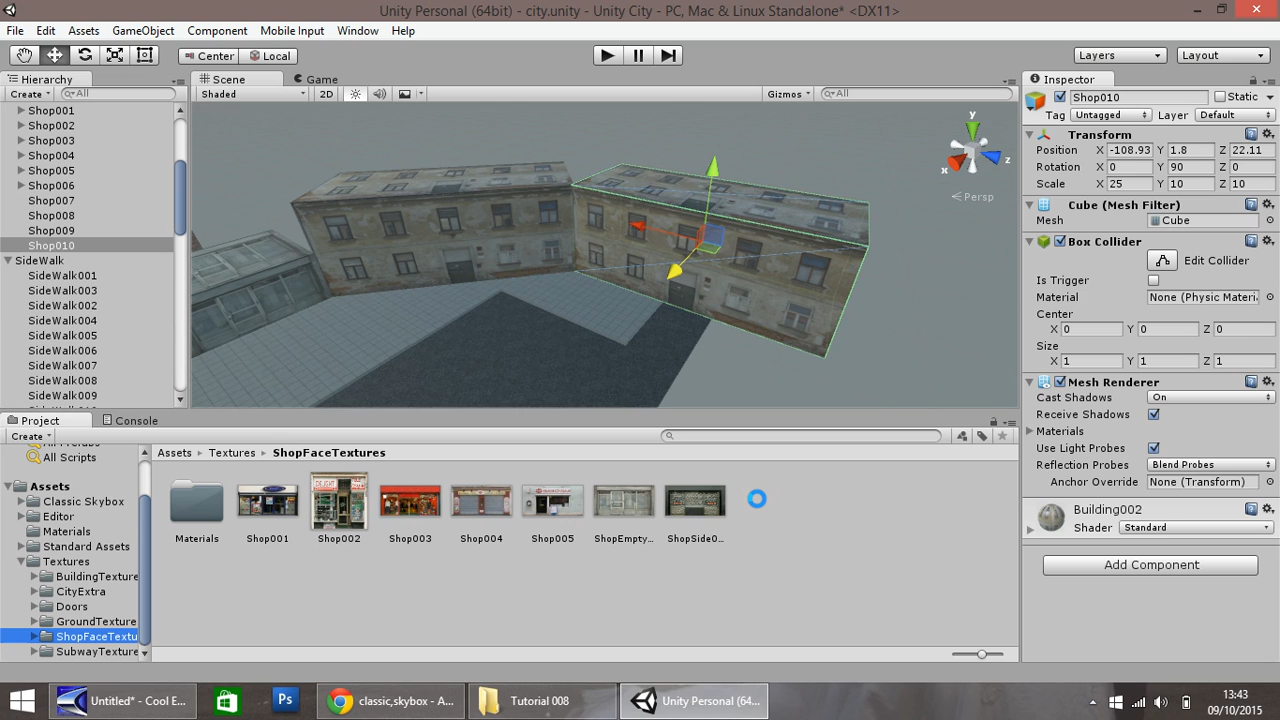 Unity Personal (64bit) - city.unity - Unity City - PC, Mac & Linux Standalone* <DX11>
File Edit Assets GameObject Component Mobile Input Window Help
Center Local Layers Layout
Hierarchy
Create All
Shop001
Shop002
Shop003
Shop004
Shop005
Shop006
Shop007
Shop008
Shop009
Shop010
SideWalk
SideWalk001
SideWalk003
SideWalk002
SideWalk004
SideWalk005
SideWalk006
SideWalk007
SideWalk008
SideWalk009
Scene Game
Shaded 2D Gizmos All
y
x
z
Persp
Inspector
Shop010 Static
Tag Untagged Layer Default
Transform
Position X -108.93 Y 1.8 Z 22.11
Rotation X 0 Y 90 Z 0
Scale X 25 Y 10 Z 10
Cube (Mesh Filter)
Mesh Cube
Box Collider
Edit Collider
Is Trigger
Material None (Physic Materi
Center
X 0 Y 0 Z 0
Size
X 1 Y 1 Z 1
Mesh Renderer
Cast Shadows On
Receive Shadows
Materials
Use Light Probes
Reflection Probes Blend Probes
Anchor Override None (Transform)
Building002
Shader Standard
Add Component
Project Console
Create
All Scripts
Assets
Classic Skybox
Editor
Materials
Standard Assets
Textures
BuildingTexture
CityExtra
Doors
GroundTexture
ShopFaceTextu
SubwayTexture
Assets Textures ShopFaceTextures
Materials Shop001 Shop002 Shop003 Shop004 Shop005 ShopEmpty... ShopSide0...
Untitled* - Cool E... Ps classic,skybox - A... Tutorial 008 Unity Personal (64...
13:43
09/10/2015